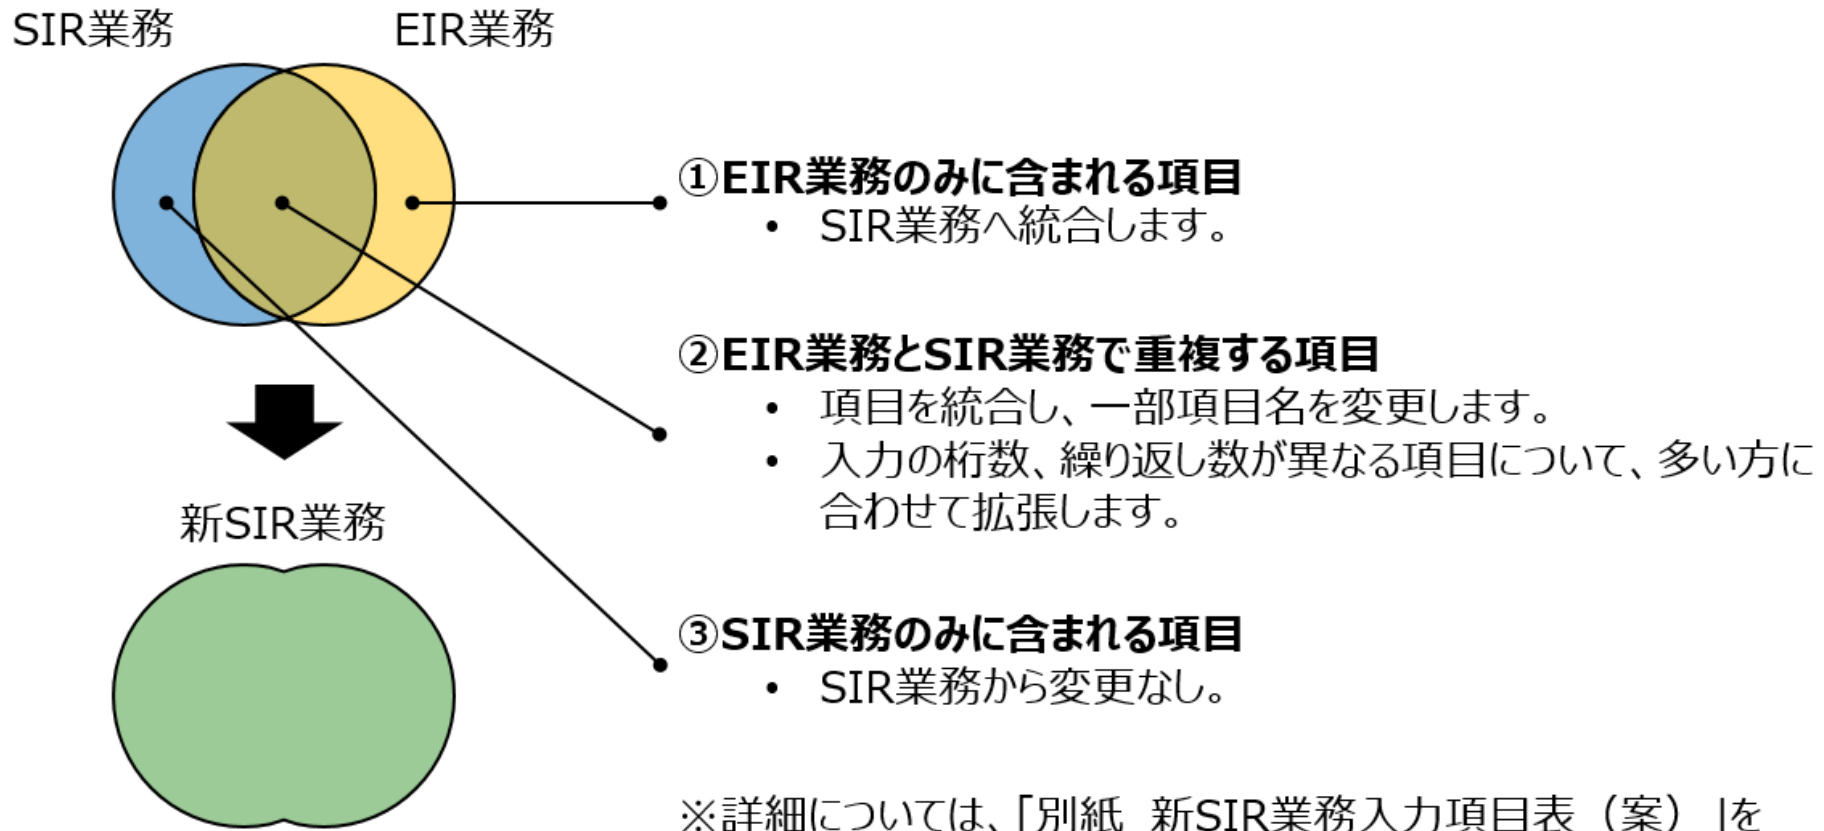 SIR業務
EIR業務
①EIR業務のみに含まれる項目
• SIR業務へ統合します。
②EIR業務とSIR業務で重複する項目
• 項目を統合し、一部項目名を変更します。
• 入力の桁数、繰り返し数が異なる項目について、多い方に
合わせて拡張します。
新SIR業務
③SIR業務のみに含まれる項目
• SIR業務から変更なし。
※詳細については、「別紙 新SIR業務入力項目表（案）」を